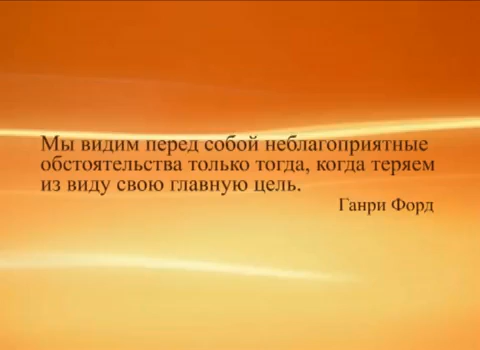 Мы видим перед собой неблагоприятные
обстоятельства только тогда, когда теряем
из виду свою главную цель.
Ганри Форд